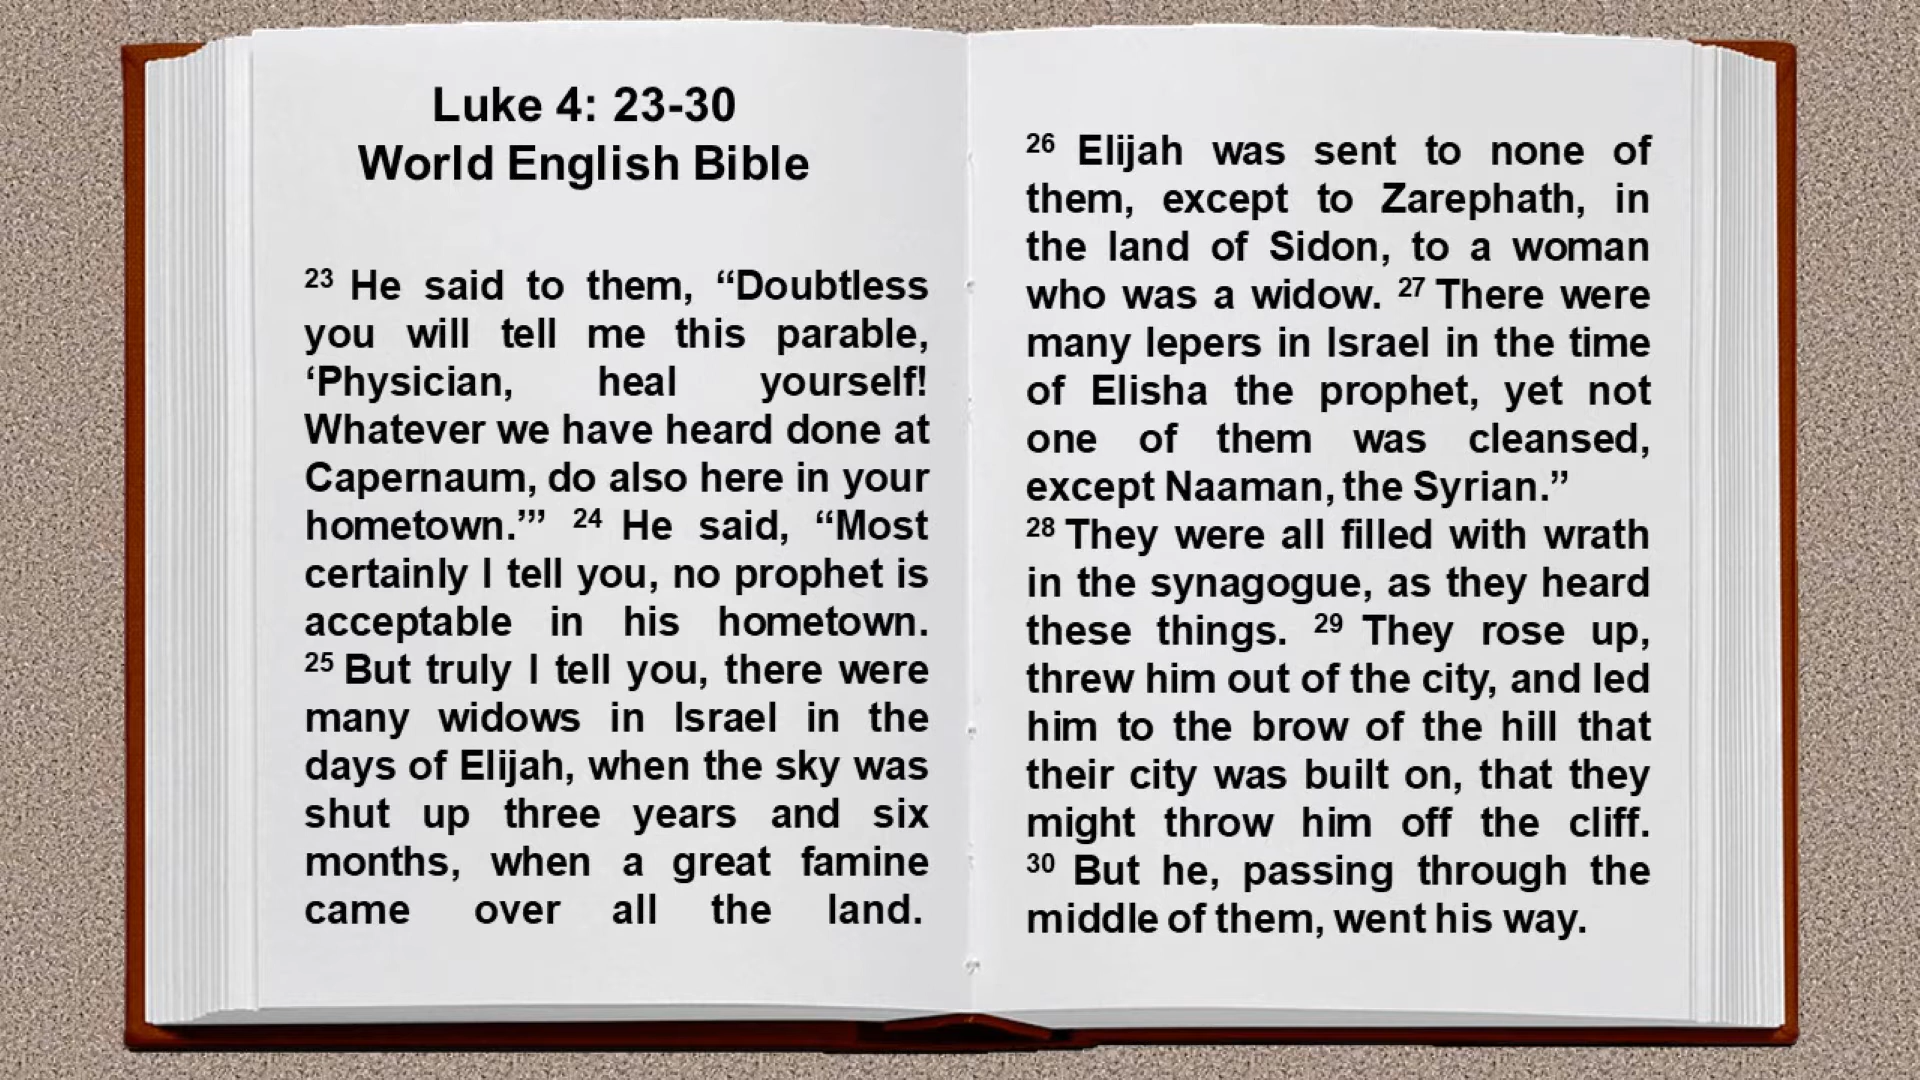 Luke 4: 23-30
World English Bible
23 He said to them, “Doubtless
you will tell me this parable,
‘Physician, heal yourself!
Whatever we have heard done at
Capernaum, do also here in your
hometown.’” 24 He said, “Most
certainly I tell you, no prophet is
acceptable in his hometown.
25 But truly I tell you, there were
many widows in Israel in the
days of Elijah, when the sky was
shut up three years and six
months, when a great famine
came over all the land.
26 Elijah was sent to none of
them, except to Zarephath, in
the land of Sidon, to a woman
who was a widow. 27 There were
many lepers in Israel in the time
of Elisha the prophet, yet not
one of them was cleansed,
except Naaman, the Syrian.”
28 They were all filled with wrath
in the synagogue, as they heard
these things. 29 They rose up,
threw him out of the city, and led
him to the brow of the hill that
their city was built on, that they
might throw him off the cliff.
30 But he, passing through the
middle of them, went his way.